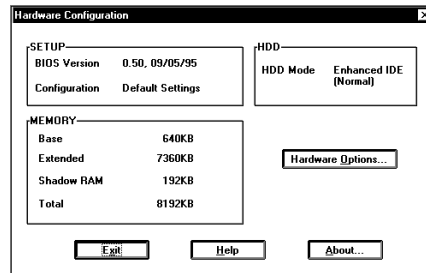 Hardware Configuration
SETUP
BIOS Version 0.50, 09/05/95
Configuration Default Settings
HDD
HDD Mode Enhanced IDE
(Normal)
MEMORY
Base 640KB
Extended 7360KB
Shadow RAM 192KB
Total 8192KB
Hardware Options...
Exit Help About...